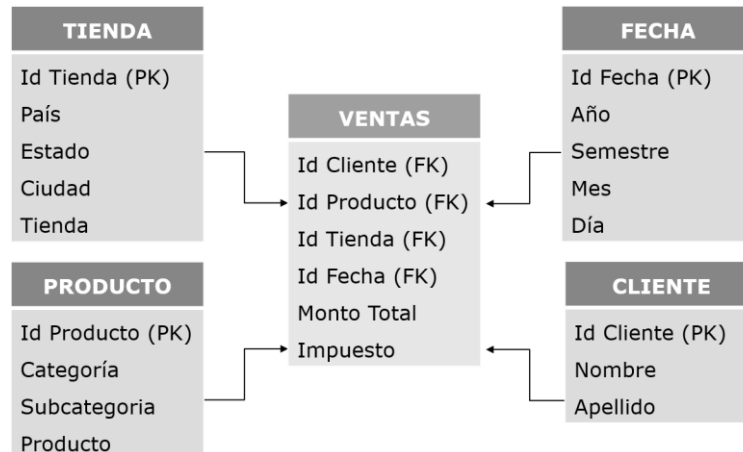 TIENDA
Id Tienda (PK)
País
Estado
Ciudad
Tienda
PRODUCTO
Id Producto (PK)
Categoría
Subcategoria
Producto
VENTAS
Id Cliente (FK)
Id Producto (FK)
Id Tienda (FK)
Id Fecha (FK)
Monto Total
Impuesto
FECHA
Id Fecha (PK)
Año
Semestre
Mes
Día
CLIENTE
Id Cliente (PK)
Nombre
Apellido